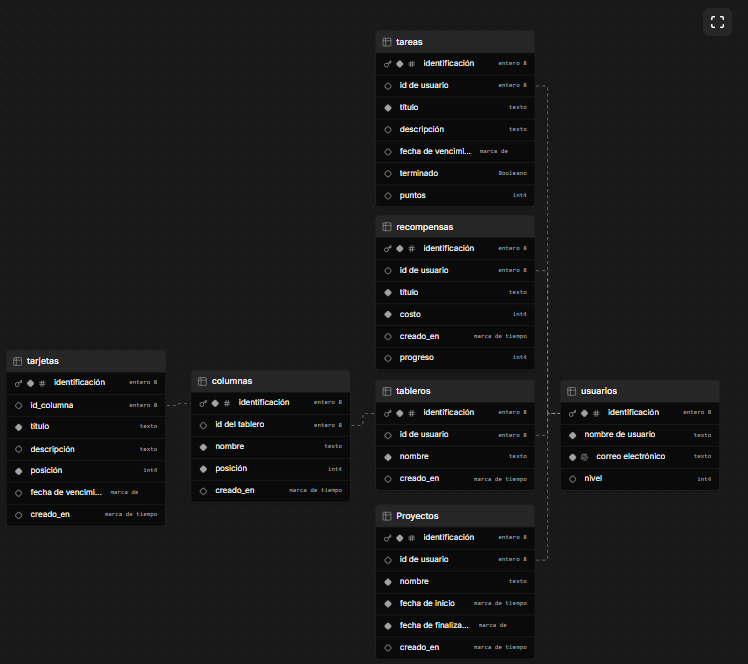 tareas
identificación entero 8
id de usuario entero 8
título texto
descripción texto
fecha de vencimi... marca de
terminado Booleano
puntos int4
recompensas
identificación entero 8
id de usuario entero 8
título texto
costo int4
creado_en marca de tiempo
progreso int4
tarjetas
identificación entero 8
id_columna entero 8
título texto
descripción texto
posición int4
fecha de vencimi... marca de
creado_en marca de tiempo
columnas
identificación entero 8
id del tablero entero 8
nombre texto
posición int4
creado_en marca de tiempo
tableros
identificación entero 8
id de usuario entero 8
nombre texto
creado_en marca de tiempo
usuarios
identificación entero 8
nombre de usuario texto
correo electrónico texto
nivel int4
Proyectos
identificación entero 8
id de usuario entero 8
nombre texto
fecha de inicio marca de tiempo
fecha de finaliza... marca de
creado_en marca de tiempo